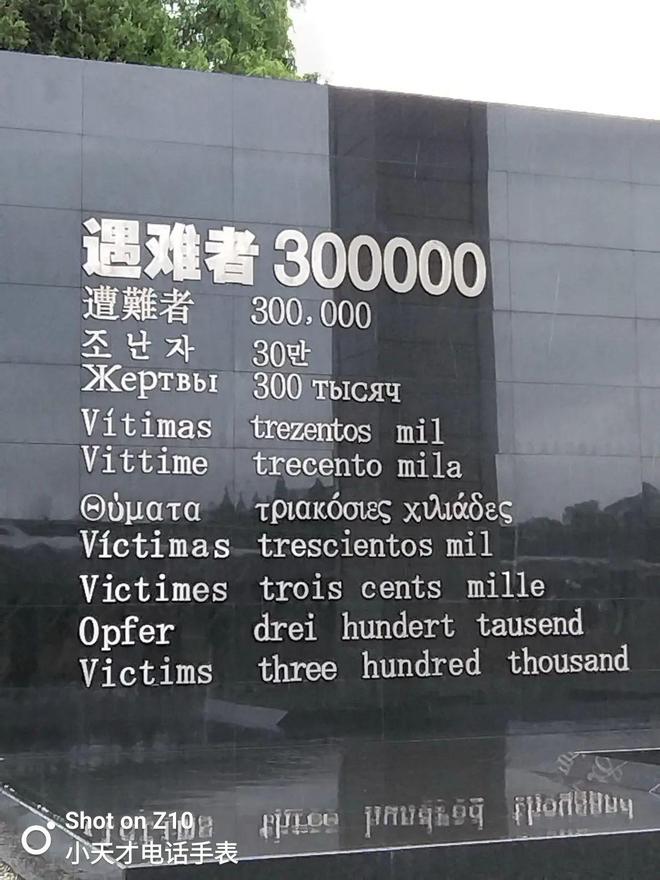 遇难者 300000
遭難者 300,000
조난자 30만
Жертвы 300 тысяч
Vítimas trezentos mil
Vittime trecento mila
Θύματα τριακόσιες χιλιάδες
Víctimas trescientos mil
Victimes trois cents mille
Opfer drei hundert tausend
Victims three hundred thousand
Shot on Z10
小天才电话手表